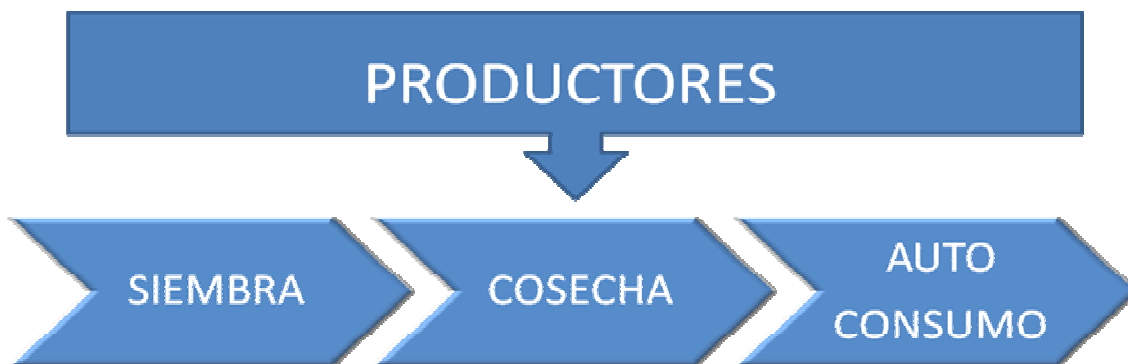 PRODUCTORES
SIEMBRA
COSECHA
AUTO
CONSUMO